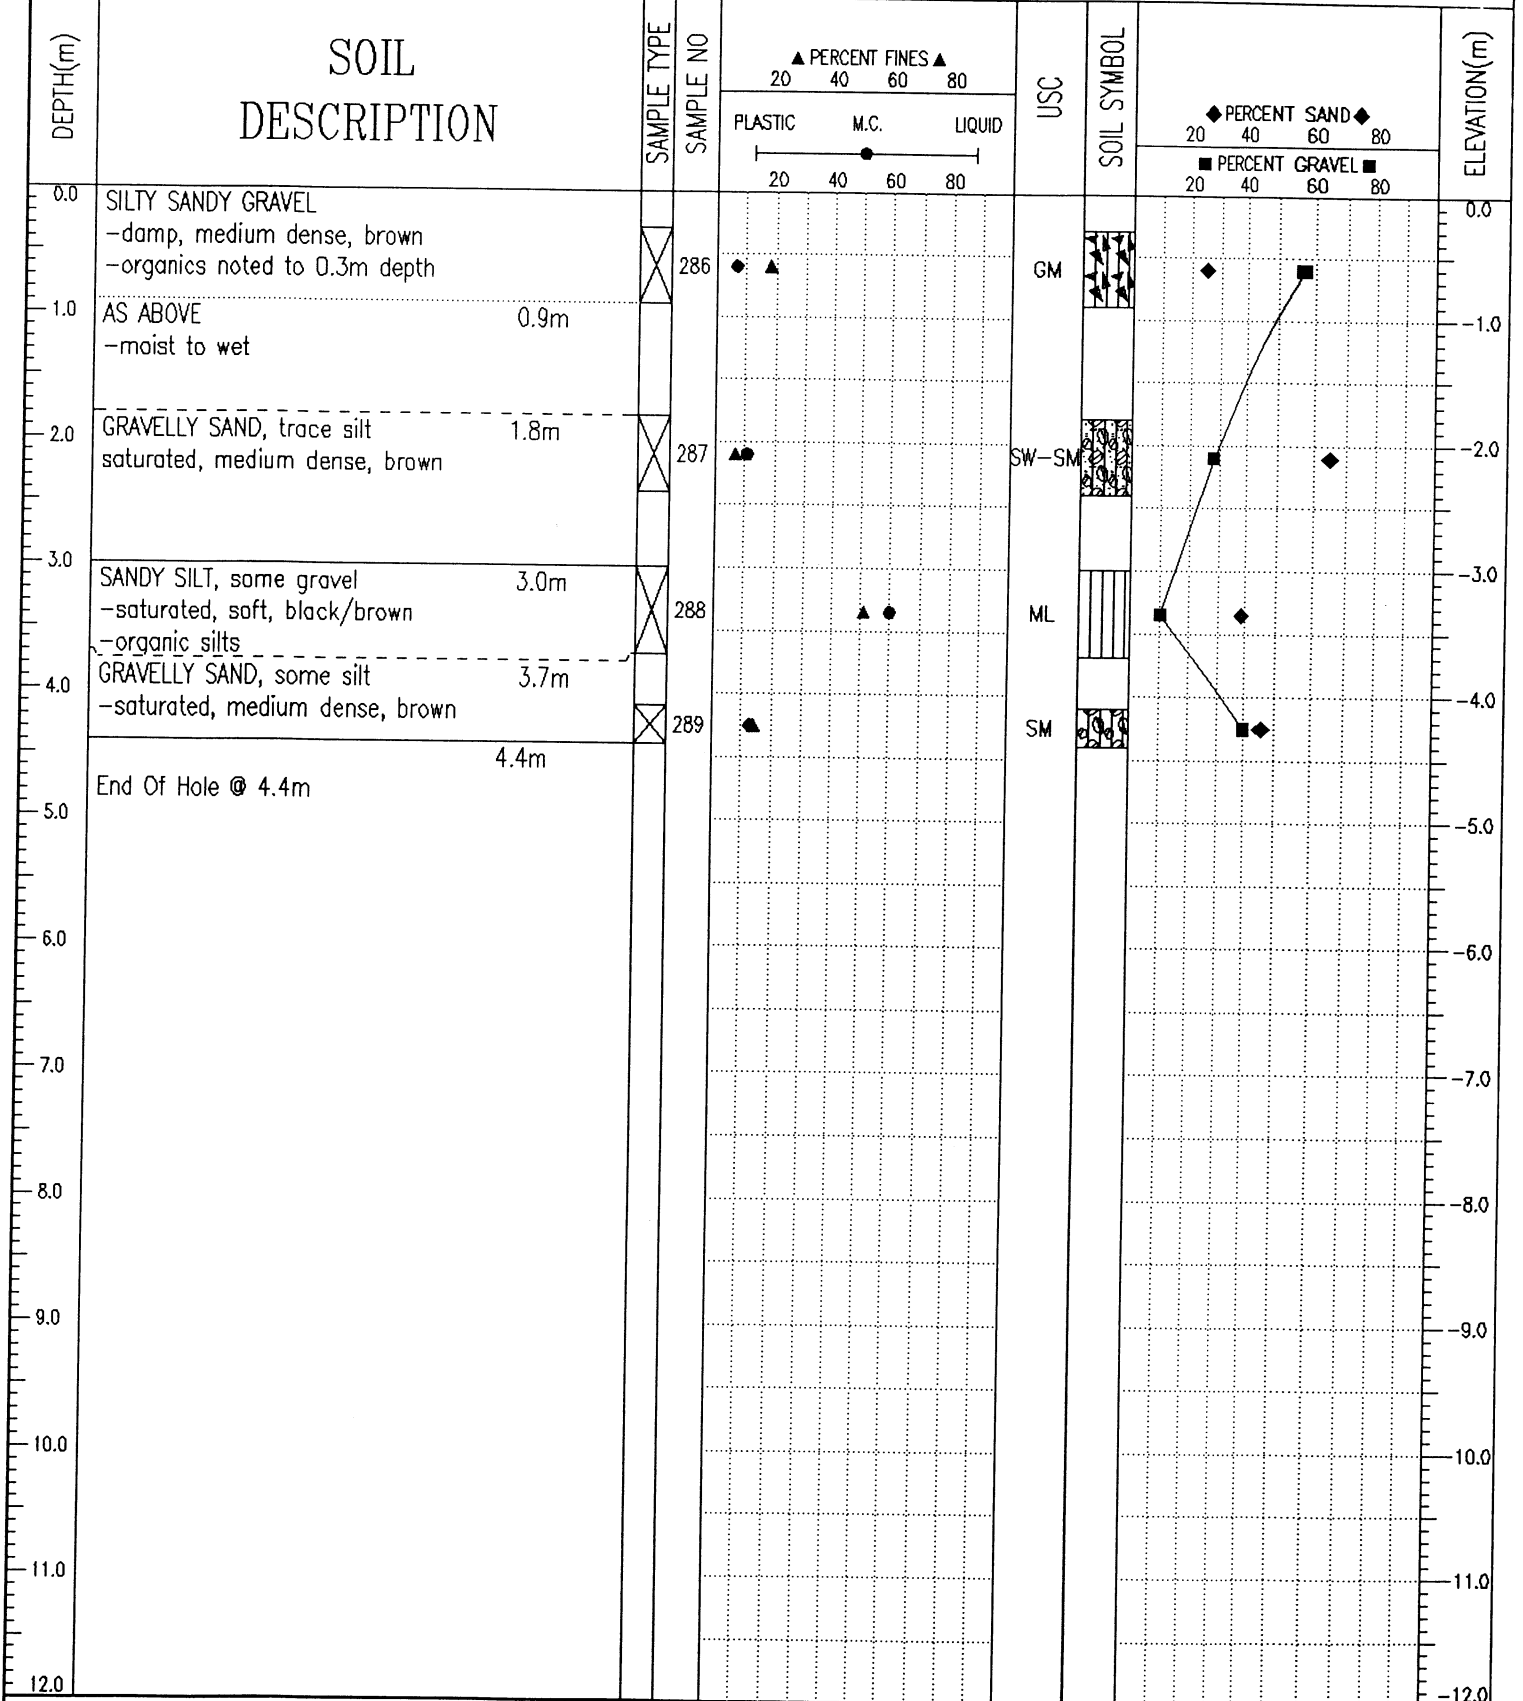 DEPTH(m)
SOIL
DESCRIPTION
SAMPLE TYPE
SAMPLE NO
▲ PERCENT FINES ▲
20 40 60 80
PLASTIC M.C. LIQUID
20 40 60 80
USC
SOIL SYMBOL
◆ PERCENT SAND ◆
20 40 60 80
■ PERCENT GRAVEL ■
20 40 60 80
ELEVATION(m)
0.0
SILTY SANDY GRAVEL
-damp, medium dense, brown
-organics noted to 0.3m depth
286
GM
0.0
1.0
AS ABOVE 0.9m
-moist to wet
-1.0
2.0
GRAVELLY SAND, trace silt 1.8m
saturated, medium dense, brown
287
SW-SM
-2.0
3.0
SANDY SILT, some gravel 3.0m
-saturated, soft, black/brown
-organic silts
288
ML
-3.0
4.0
GRAVELLY SAND, some silt 3.7m
-saturated, medium dense, brown
289
SM
-4.0
4.4m
End Of Hole @ 4.4m
5.0
-5.0
6.0
-6.0
7.0
-7.0
8.0
-8.0
9.0
-9.0
10.0
-10.0
11.0
-11.0
12.0
-12.0